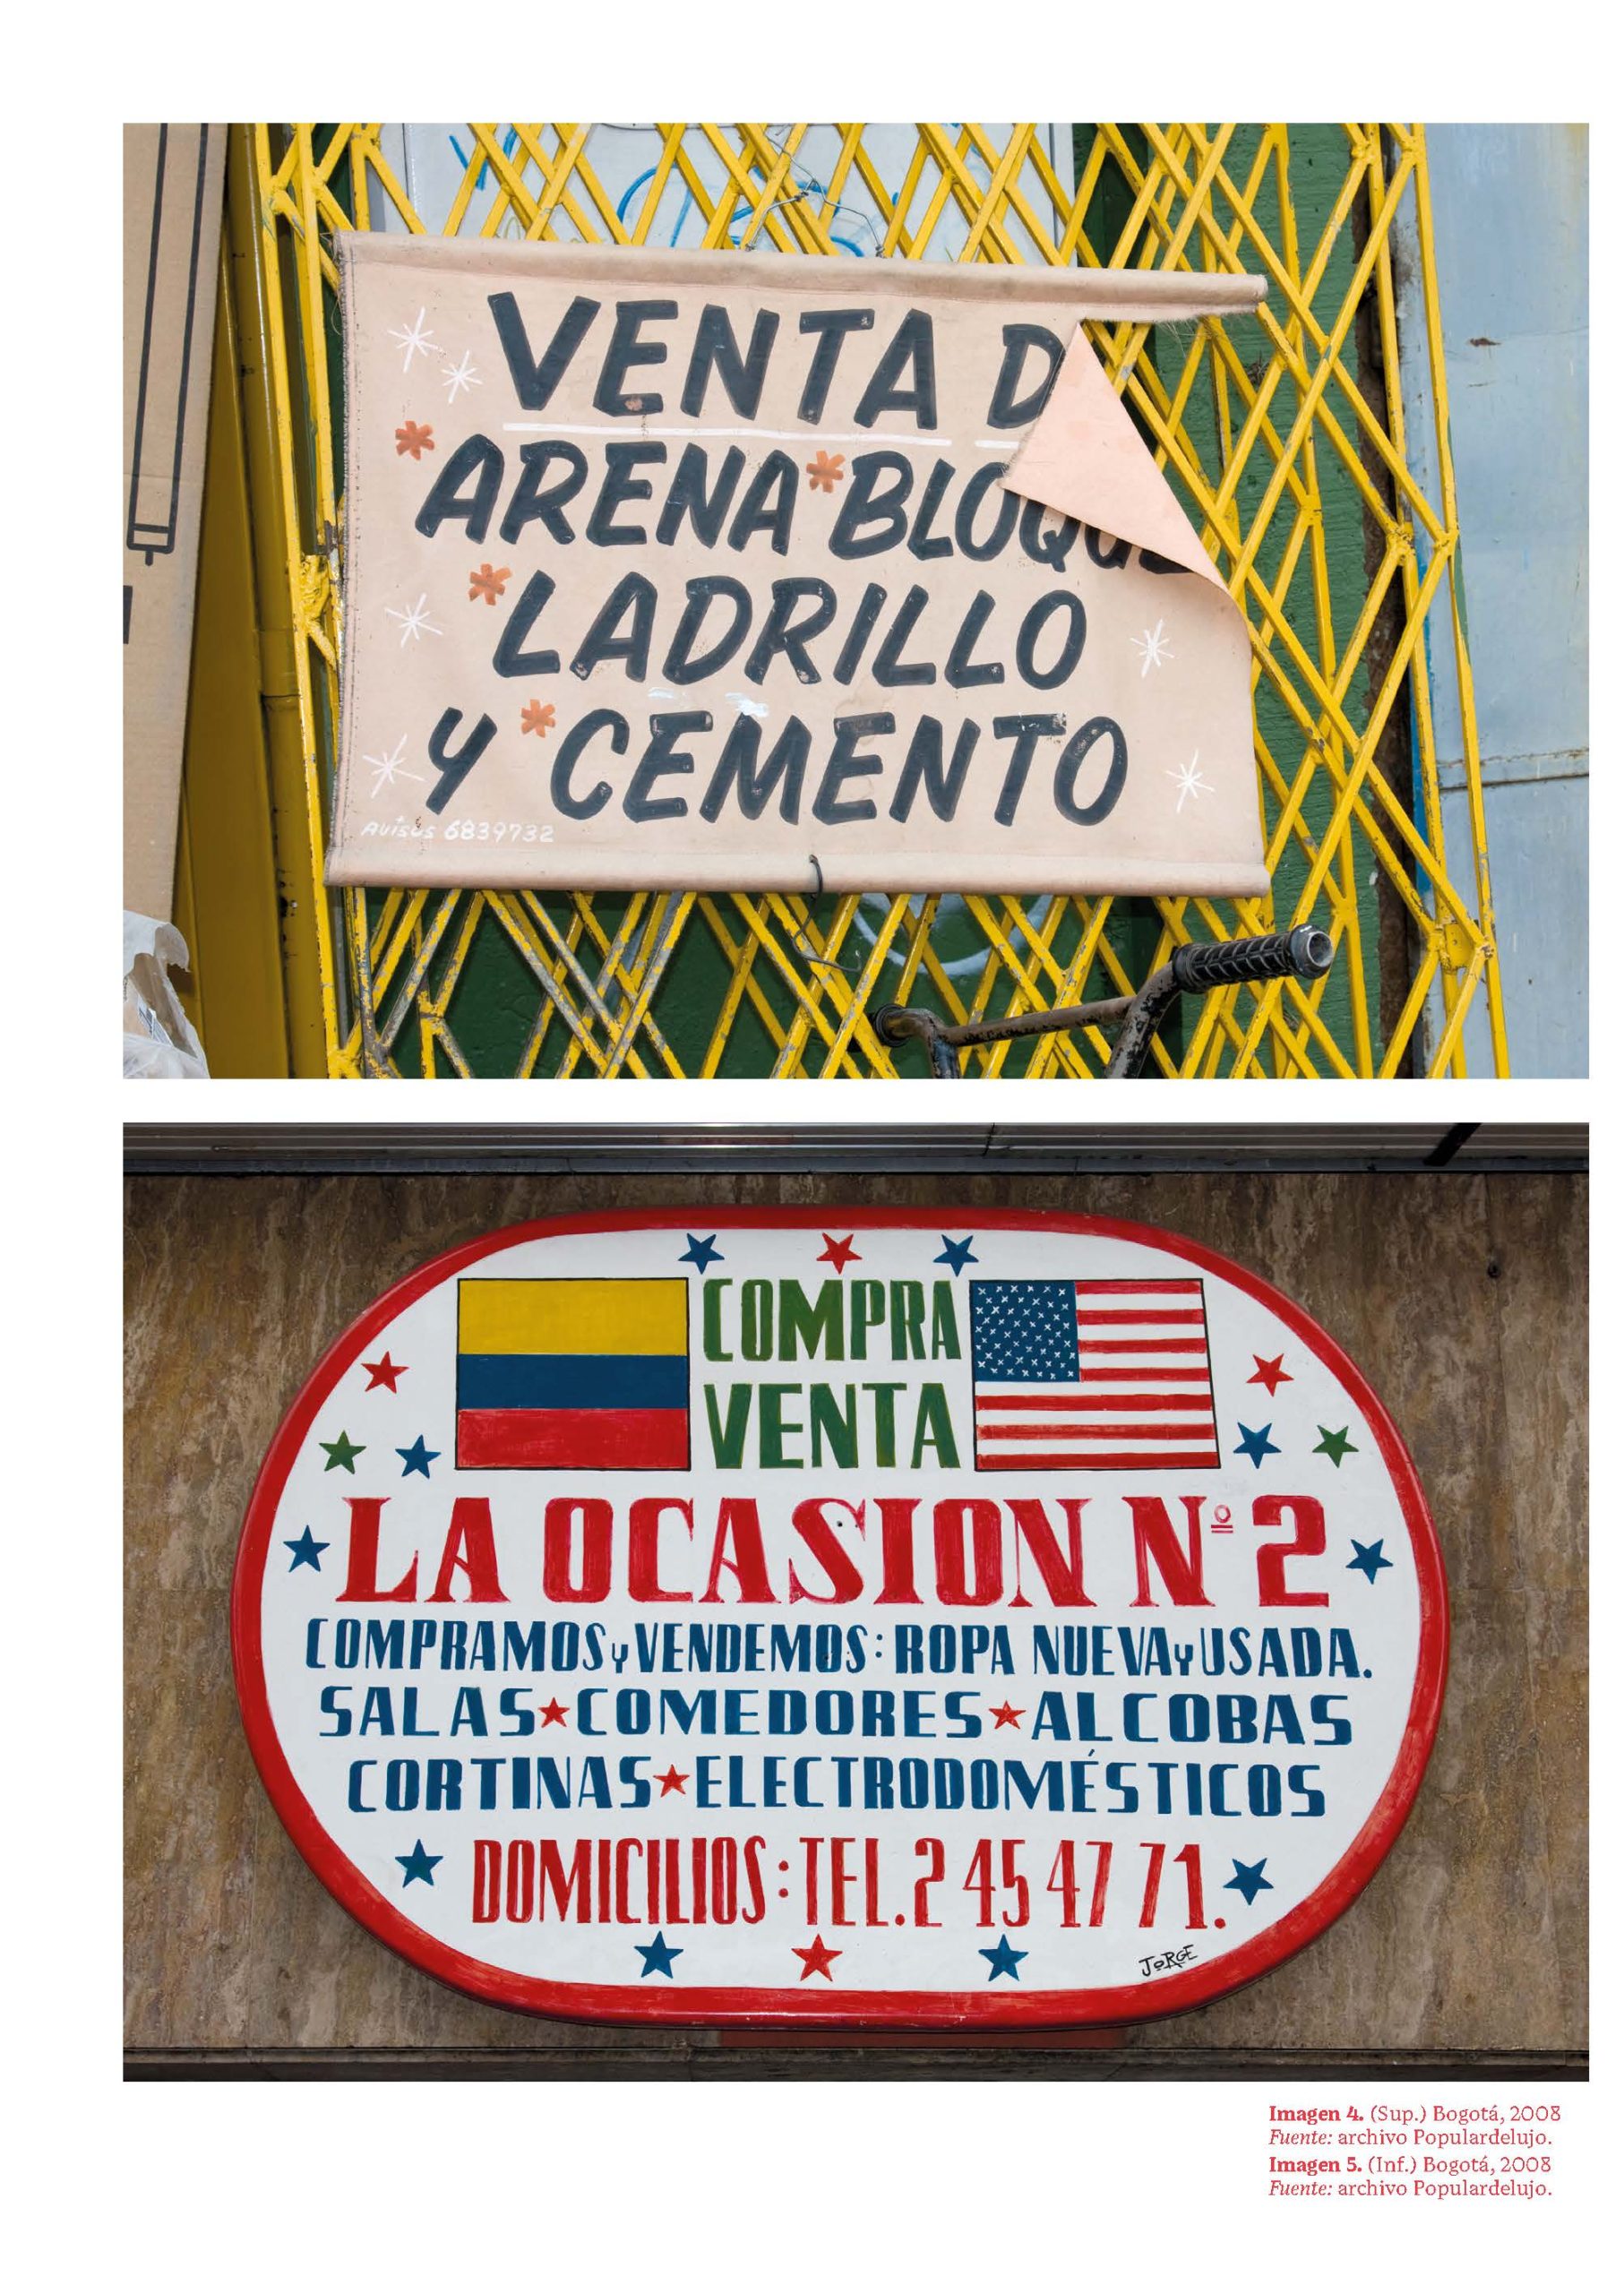 VENTA D
*ARENA*BLOQU
*LADRILLO
Y *CEMENTO
Avisos 6839732
COMPRA
VENTA
LA OCASION Nº 2
COMPRAMOS y VENDEMOS: ROPA NUEVA y USADA.
SALAS★COMEDORES★ALCOBAS
CORTINAS★ELECTRODOMÉSTICOS
DOMICILIOS: TEL. 2 45 47 71.
JORGE
Imagen 4. (Sup.) Bogotá, 2008
Fuente: archivo Populardelujo.
Imagen 5. (Inf.) Bogotá, 2008
Fuente: archivo Populardelujo.